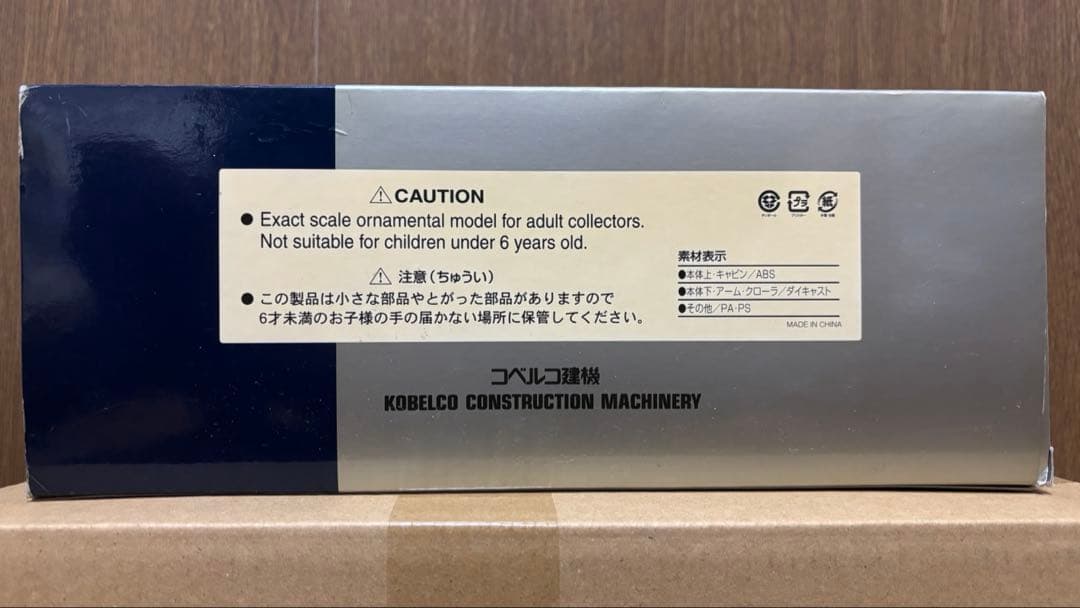 ⚠CAUTION
● Exact scale ornamental model for adult collectors.
Not suitable for children under 6 years old.
⚠ 注意(ちゅうい)
● この製品は小さな部品やとがった部品がありますので
6才未満のお子様の手の届かない場所に保管してください。
プラ
紙
素材表示
●本体上・キャビン/ABS
●本体下・アーム・クローラ/ダイキャスト
●その他/PA・PS
MADE IN CHINA
コベルコ建機
KOBELCO CONSTRUCTION MACHINERY